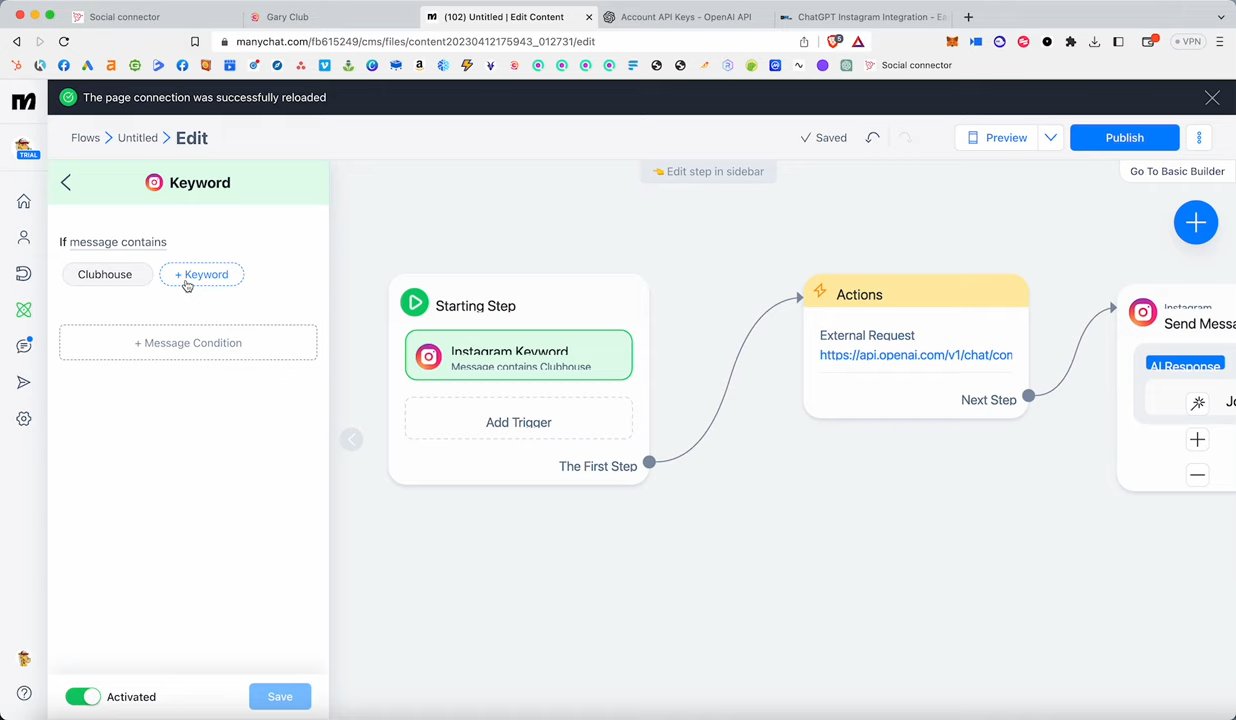 Social connector
Gary Club
(102) Untitled | Edit Content
Account API Keys - OpenAI API
ChatGPT Instagram Integration - Ea
manychat.com/fb615249/cms/files/content20230412175943_012731/edit
VPN
Social connector
The page connection was successfully reloaded
Flows
Untitled
Edit
Saved
Preview
Publish
TRIAL
Keyword
Edit step in sidebar
Go To Basic Builder
If message contains
Clubhouse
+ Keyword
+ Message Condition
Starting Step
Instagram Keyword
Message contains Clubhouse
Add Trigger
The First Step
Actions
External Request
https://api.openai.com/v1/chat/con
Next Step
Instagram
Send Messa
AI Response
Activated
Save